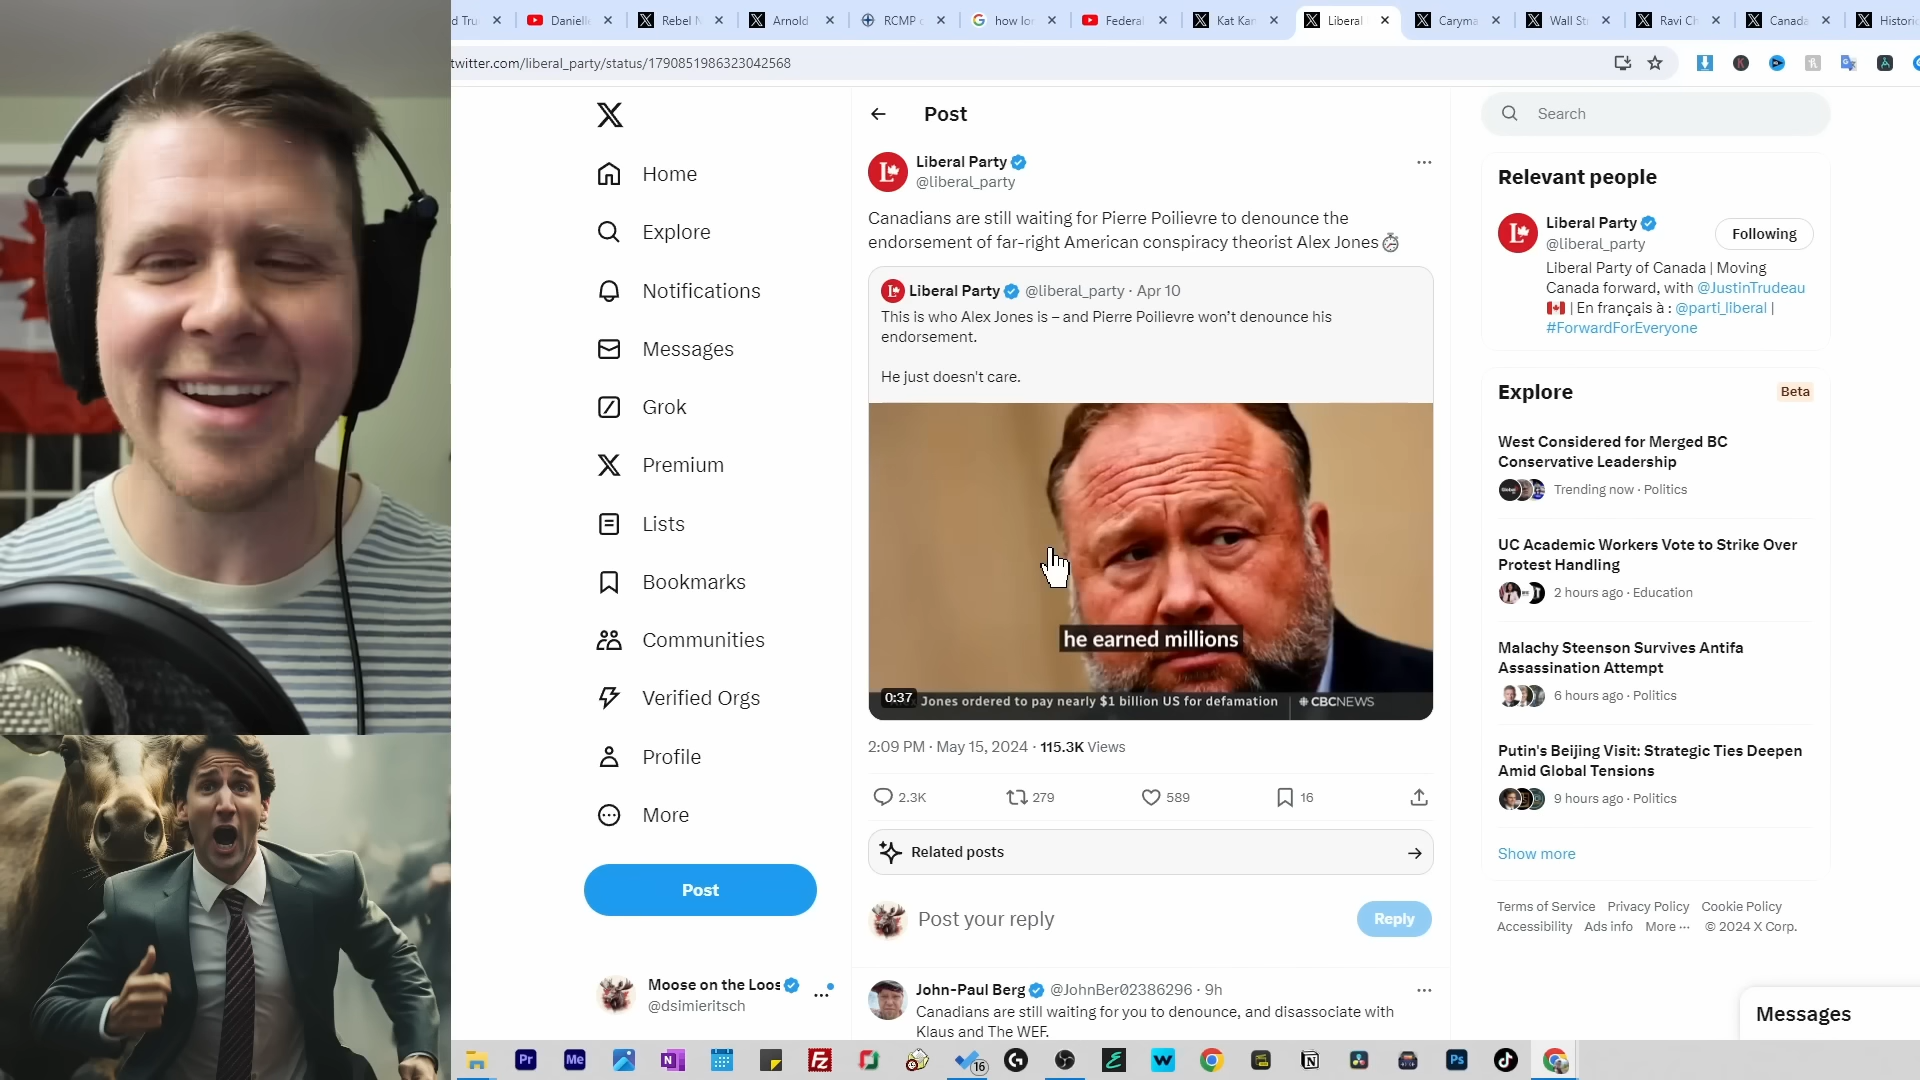 d Tru
Daniell
Rebel N
Arnold
RCMP c
how lo
Federal
Kat Kan
Liberal
Caryma
Wall St
Ravi Ch
Canada
Histori
twitter.com/liberal_party/status/1790851986323042568
Home
Explore
Notifications
Messages
Grok
Premium
Lists
Bookmarks
Communities
Verified Orgs
Profile
More
Post
Moose on the Loos
@dsimieritsch
Post
Liberal Party
@liberal_party
Canadians are still waiting for Pierre Poilievre to denounce the
endorsement of far-right American conspiracy theorist Alex Jones
Liberal Party @liberal_party · Apr 10
This is who Alex Jones is – and Pierre Poilievre won't denounce his
endorsement.
He just doesn't care.
he earned millions
0:37
Jones ordered to pay nearly $1 billion US for defamation
CBCNEWS
2:09 PM · May 15, 2024 · 115.3K Views
2.3K
279
589
16
Related posts
Post your reply
Reply
John-Paul Berg @JohnBer02386296 · 9h
Canadians are still waiting for you to denounce, and disassociate with
Klaus and The WEF.
Search
Relevant people
Liberal Party
@liberal_party
Following
Liberal Party of Canada | Moving
Canada forward, with @JustinTrudeau
| En français à : @parti_liberal |
#ForwardForEveryone
Explore
Beta
West Considered for Merged BC
Conservative Leadership
Trending now · Politics
UC Academic Workers Vote to Strike Over
Protest Handling
2 hours ago · Education
Malachy Steenson Survives Antifa
Assassination Attempt
6 hours ago · Politics
Putin's Beijing Visit: Strategic Ties Deepen
Amid Global Tensions
9 hours ago · Politics
Show more
Terms of Service Privacy Policy Cookie Policy
Accessibility Ads info More ··· © 2024 X Corp.
Messages
Pr
Me
N
16
Fz
W
Ps